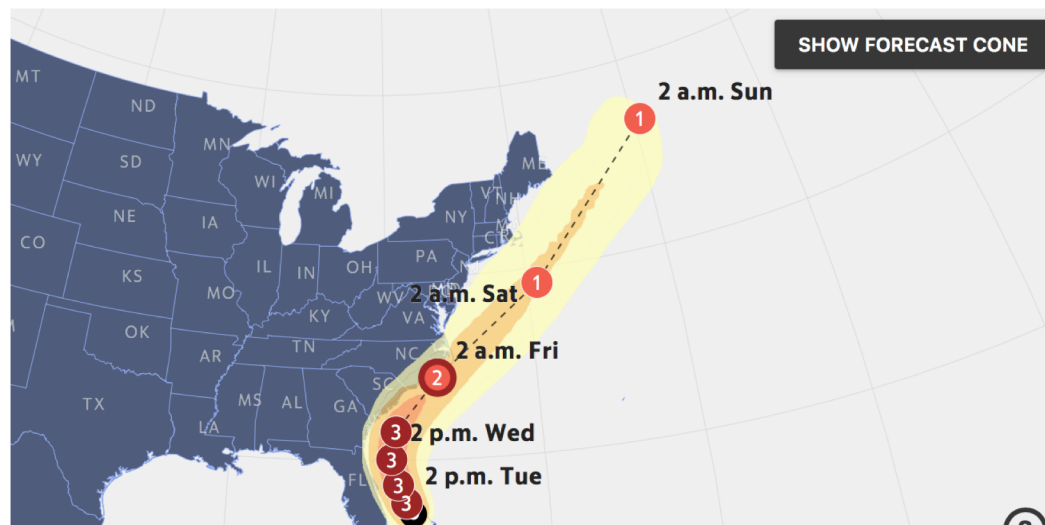 SHOW FORECAST CONE
2 a.m. Sun
1
MT
ND
MN
WY
SD
WI
MI
ME
VT
NH
NY
NE
IA
CO
IL
IN
OH
PA
KS
MO
WV
VA
2 a.m. Sat
1
KY
OK
TN
NC
2 a.m. Fri
AR
SC
2
TX
MS
AL
GA
LA
3
2 p.m. Wed
3
FL
3
2 p.m. Tue
3